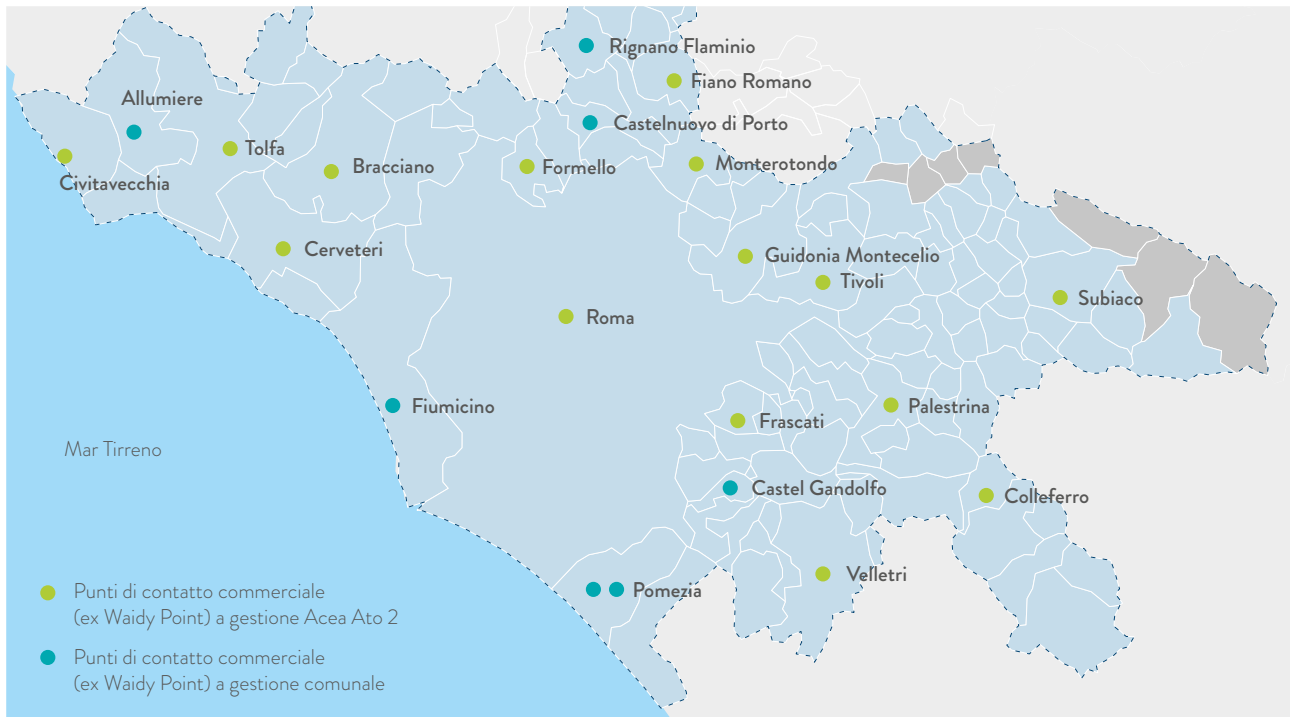 Rignano Flaminio
Fiano Romano
Allumiere
Castelnuovo di Porto
Tolfa
Bracciano
Formello
Monterotondo
Civitavecchia
Cerveteri
Guidonia Montecelio
Tivoli
Subiaco
Roma
Fiumicino
Frascati
Palestrina
Mar Tirreno
Castel Gandolfo
Colleferro
Velletri
Pomezia
Punti di contatto commerciale
(ex Waidy Point) a gestione Acea Ato 2
Punti di contatto commerciale
(ex Waidy Point) a gestione comunale